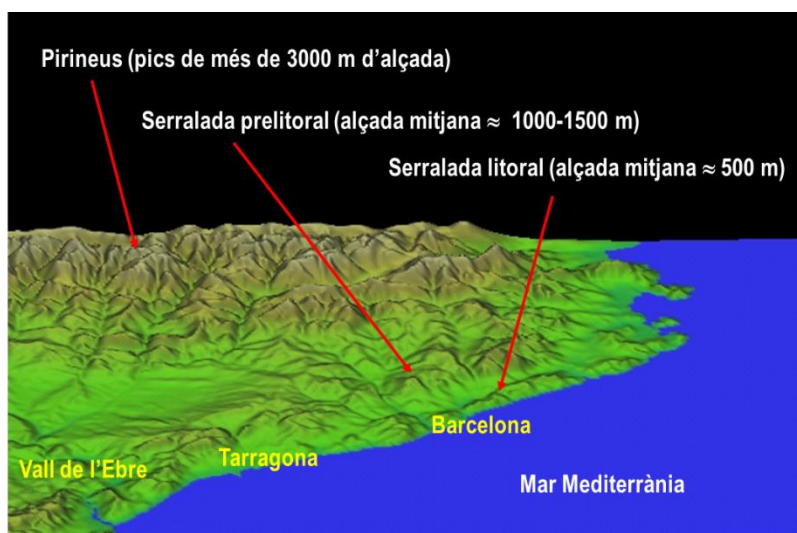 Pirineus (pics de més de 3000 m d’alçada)
Serralada prelitoral (alçada mitjana ≈ 1000-1500 m)
Serralada litoral (alçada mitjana ≈ 500 m)
Barcelona
Tarragona
Vall de l’Ebre
Mar Mediterrània